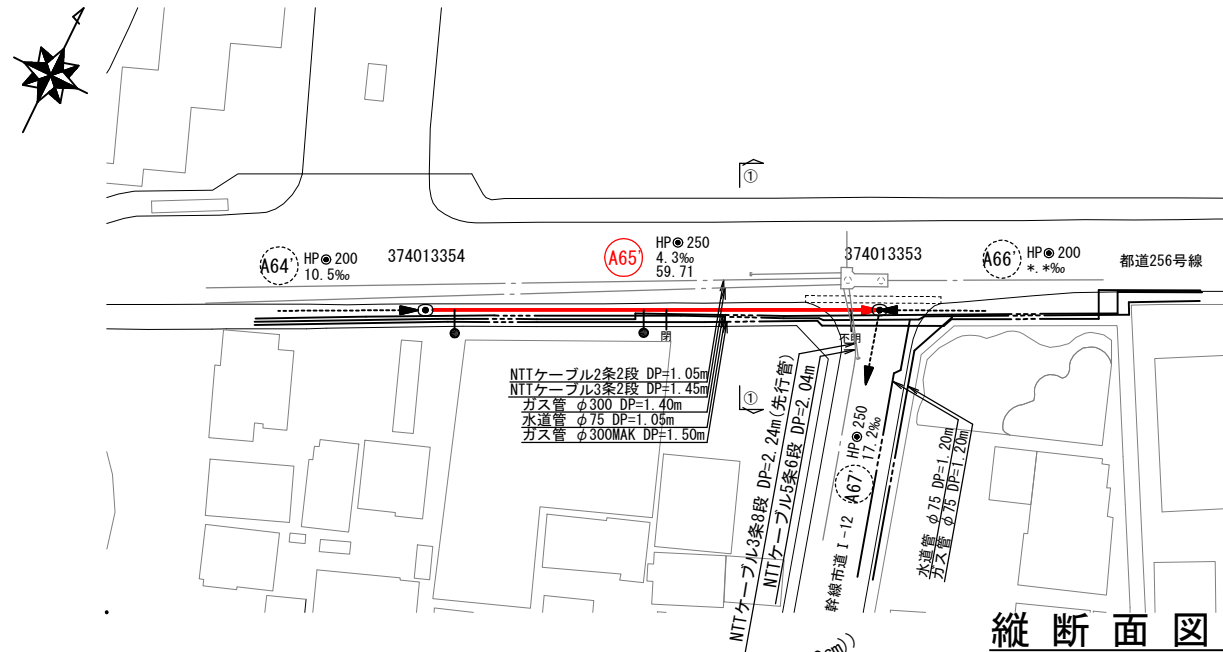 ①
A64'
HP◉200
10.5‰
374013354
A65'
HP◉250
4.3‰
59.71
374013353
A66'
HP◉200
*.*‰
都道256号線
閉
不明
NTTケーブル2条2段 DP=1.05m
NTTケーブル3条2段 DP=1.45m
ガス管 φ300 DP=1.40m
水道管 φ75 DP=1.05m
ガス管 φ300MAK DP=1.50m
①
NTTケーブル3条8段 DP=2.24m(先行管)
NTTケーブル5条6段 DP=2.04m
A67'
HP◉250
17.2‰
幹線市道Ⅰ-12
水道管 φ75 DP=1.20m
ガス管 φ75 DP=1.20m
縦断面図